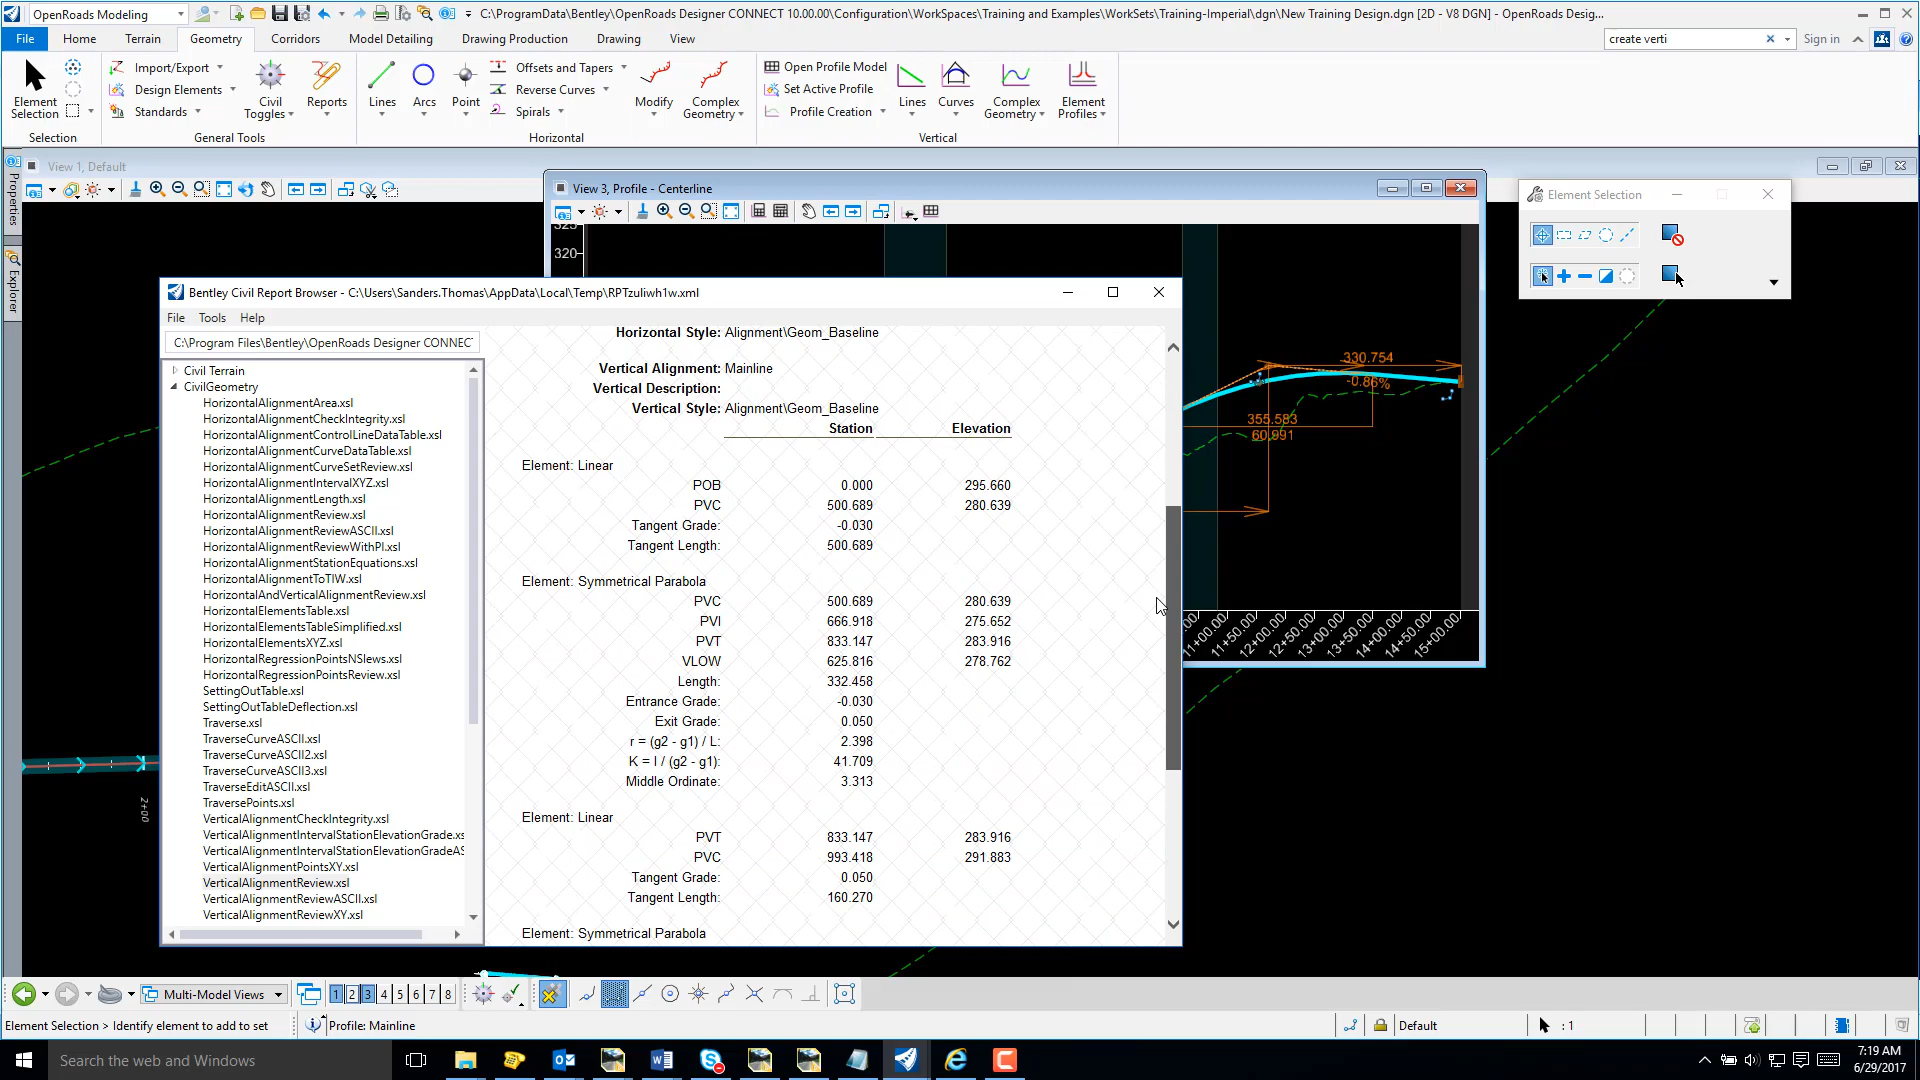 OpenRoads Modeling
C:\ProgramData\Bentley\OpenRoads Designer CONNECT 10.00.00\Configuration\WorkSpaces\Training and Examples\WorkSets\Training-Imperial\dgn\New Training Design.dgn [2D - V8 DGN] - OpenRoads Desig...
File Home Terrain Geometry Corridors Model Detailing Drawing Production Drawing View
create verti
Sign in
Element Selection
Import/Export
Design Elements
Standards
Civil Toggles
Reports
Lines
Arcs
Point
Offsets and Tapers
Reverse Curves
Spirals
Modify
Complex Geometry
Open Profile Model
Set Active Profile
Profile Creation
Lines
Curves
Complex Geometry
Element Profiles
Selection
General Tools
Horizontal
Vertical
View 1, Default
Properties
Explorer
View 3, Profile - Centerline
Element Selection
325
320
330.754
-0.86%
355.583
60.991
11+00.00
11+50.00
12+00.00
12+50.00
13+00.00
13+50.00
14+00.00
14+50.00
15+00.00
2+00
Bentley Civil Report Browser - C:\Users\Sanders.Thomas\AppData\Local\Temp\RPTzuliwh1w.xml
File Tools Help
C:\Program Files\Bentley\OpenRoads Designer CONNECT
Civil Terrain
CivilGeometry
HorizontalAlignmentArea.xsl
HorizontalAlignmentCheckIntegrity.xsl
HorizontalAlignmentControlLineDataTable.xsl
HorizontalAlignmentCurveDataTable.xsl
HorizontalAlignmentCurveSetReview.xsl
HorizontalAlignmentIntervalXYZ.xsl
HorizontalAlignmentLength.xsl
HorizontalAlignmentReview.xsl
HorizontalAlignmentReviewASCII.xsl
HorizontalAlignmentReviewWithPI.xsl
HorizontalAlignmentStationEquations.xsl
HorizontalAlignmentToTIW.xsl
HorizontalAndVerticalAlignmentReview.xsl
HorizontalElementsTable.xsl
HorizontalElementsTableSimplified.xsl
HorizontalElementsXYZ.xsl
HorizontalRegressionPointsNSIews.xsl
HorizontalRegressionPointsReview.xsl
SettingOutTable.xsl
SettingOutTableDeflection.xsl
Traverse.xsl
TraverseCurveASCII.xsl
TraverseCurveASCII2.xsl
TraverseCurveASCII3.xsl
TraverseEditASCII.xsl
TraversePoints.xsl
VerticalAlignmentCheckIntegrity.xsl
VerticalAlignmentIntervalStationElevationGrade.xs
VerticalAlignmentIntervalStationElevationGradeAS
VerticalAlignmentPointsXY.xsl
VerticalAlignmentReview.xsl
VerticalAlignmentReviewASCII.xsl
VerticalAlignmentReviewXY.xsl
Horizontal Style: Alignment\Geom_Baseline
Vertical Alignment: Mainline
Vertical Description:
Vertical Style: Alignment\Geom_Baseline
Station Elevation
Element: Linear
POB 0.000 295.660
PVC 500.689 280.639
Tangent Grade: -0.030
Tangent Length: 500.689
Element: Symmetrical Parabola
PVC 500.689 280.639
PVI 666.918 275.652
PVT 833.147 283.916
VLOW 625.816 278.762
Length: 332.458
Entrance Grade: -0.030
Exit Grade: 0.050
r = (g2 - g1) / L: 2.398
K = l / (g2 - g1): 41.709
Middle Ordinate: 3.313
Element: Linear
PVT 833.147 283.916
PVC 993.418 291.883
Tangent Grade: 0.050
Tangent Length: 160.270
Element: Symmetrical Parabola
Multi-Model Views
1 2 3 4 5 6 7 8
Element Selection > Identify element to add to set
Profile: Mainline
Default
: 1
Search the web and Windows
7:19 AM
6/29/2017